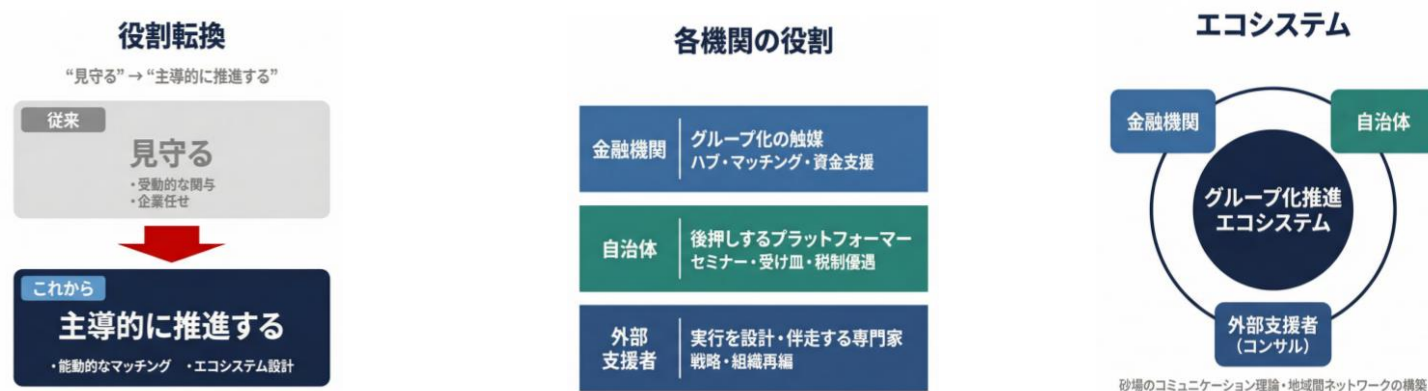 役割転換
“見守る” → “主導的に推進する”
従来
見守る
・受動的な関与
・企業任せ
これから
主導的に推進する
・能動的なマッチング ・エコシステム設計
各機関の役割
金融機関
グループ化の触媒
ハブ・マッチング・資金支援
自治体
後押しするプラットフォーマー
セミナー・受け皿・税制優遇
外部
支援者
実行を設計・伴走する専門家
戦略・組織再編
エコシステム
金融機関
自治体
グループ化推進
エコシステム
外部支援者
(コンサル)
砂場のコミュニケーション理論・地域間ネットワークの構築